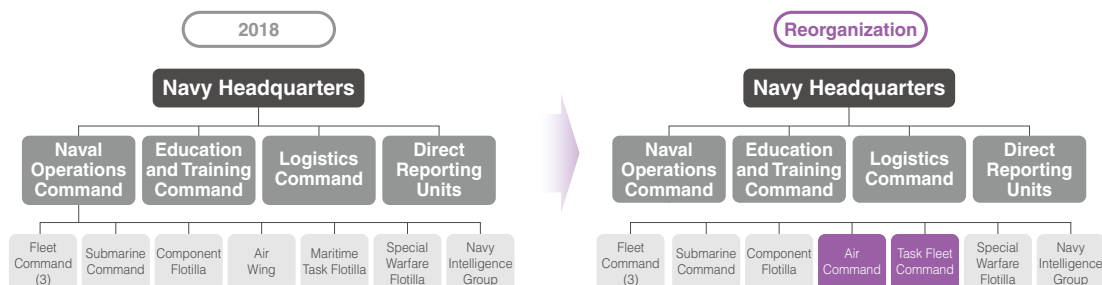 2018
Navy Headquarters
Naval
Operations
Command
Education
and Training
Command
Logistics
Command
Direct
Reporting
Units
Fleet
Command
(3)
Submarine
Command
Component
Flotilla
Air
Wing
Maritime
Task Flotilla
Special
Warfare
Flotilla
Navy
Intelligence
Group
Reorganization
Navy Headquarters
Naval
Operations
Command
Education
and Training
Command
Logistics
Command
Direct
Reporting
Units
Fleet
Command
(3)
Submarine
Command
Component
Flotilla
Air
Command
Task Fleet
Command
Special
Warfare
Flotilla
Navy
Intelligence
Group